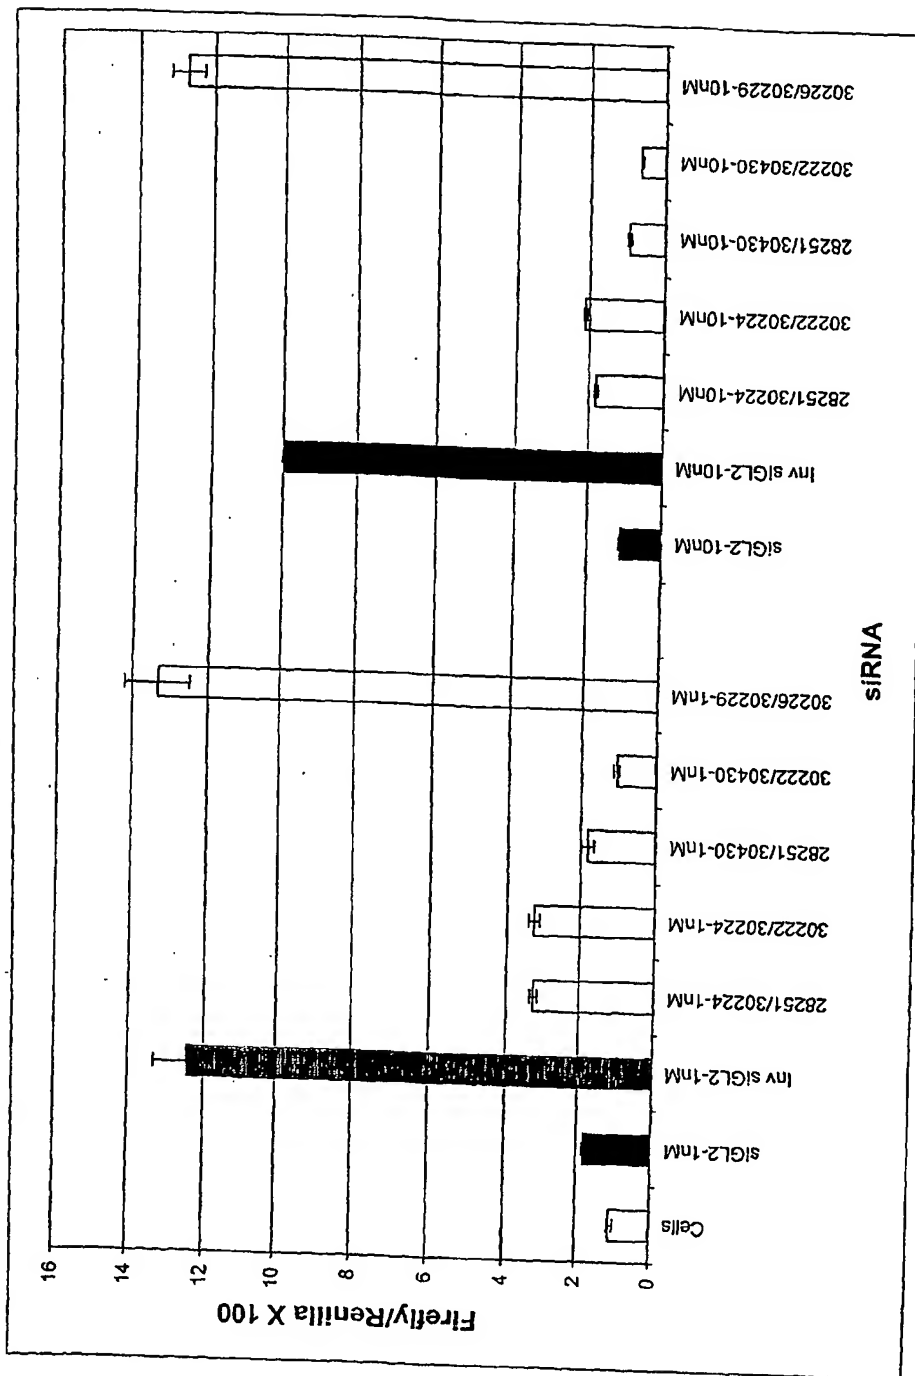 Firefly/Renilla X 100
16
14
12
10
8
6
4
2
0
Cells
siGL2-1nM
Inv siGL2-1nM
28251/30224-1nM
30222/30224-1nM
28251/30430-1nM
30222/30430-1nM
30226/30229-1nM
siGL2-10nM
Inv siGL2-10nM
28251/30224-10nM
30222/30224-10nM
28251/30430-10nM
30222/30430-10nM
30226/30229-10nM
siRNA